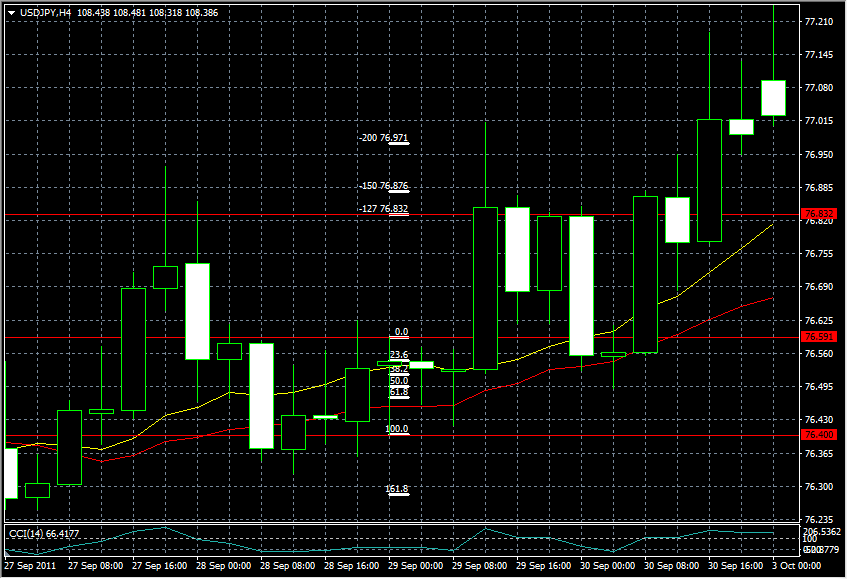 USDJPY,H4 108.438 108.481 108.318 108.386
77.210
77.145
77.080
77.015
-200 76.971
76.950
-150 76.876
76.885
-127 76.832
76.820
76.755
76.690
76.625
0.0
76.591
23.6
76.560
38.2
50.0
61.8
76.495
76.430
100.0
76.400
76.365
161.8
76.300
76.235
CCI(14) 66.4177
206.5362
100
27 Sep 2011
27 Sep 08:00
27 Sep 16:00
28 Sep 00:00
28 Sep 08:00
28 Sep 16:00
29 Sep 00:00
29 Sep 08:00
29 Sep 16:00
30 Sep 00:00
30 Sep 08:00
30 Sep 16:00
3 Oct 00:00